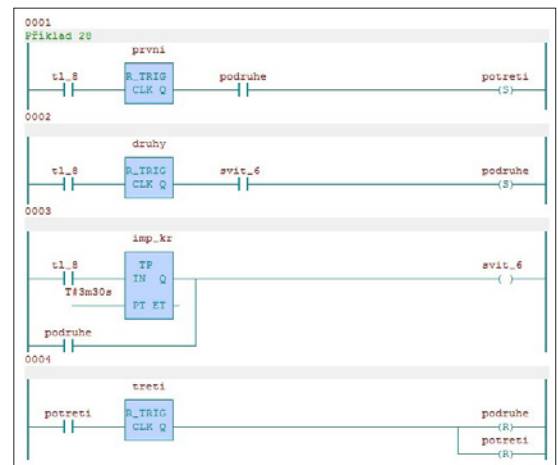 0001
Příklad 28
prvni
tl_8 R_TRIG podruhe potreti
CLK Q (S)
0002
druhy
tl_8 R_TRIG svit_6 podruhe
CLK Q (S)
0003
imp_kr
tl_8 TP svit_6
IN Q ( )
T#3m30s
PT ET
podruhe
0004
treti
potreti R_TRIG podruhe
CLK Q (R)
potreti
(R)